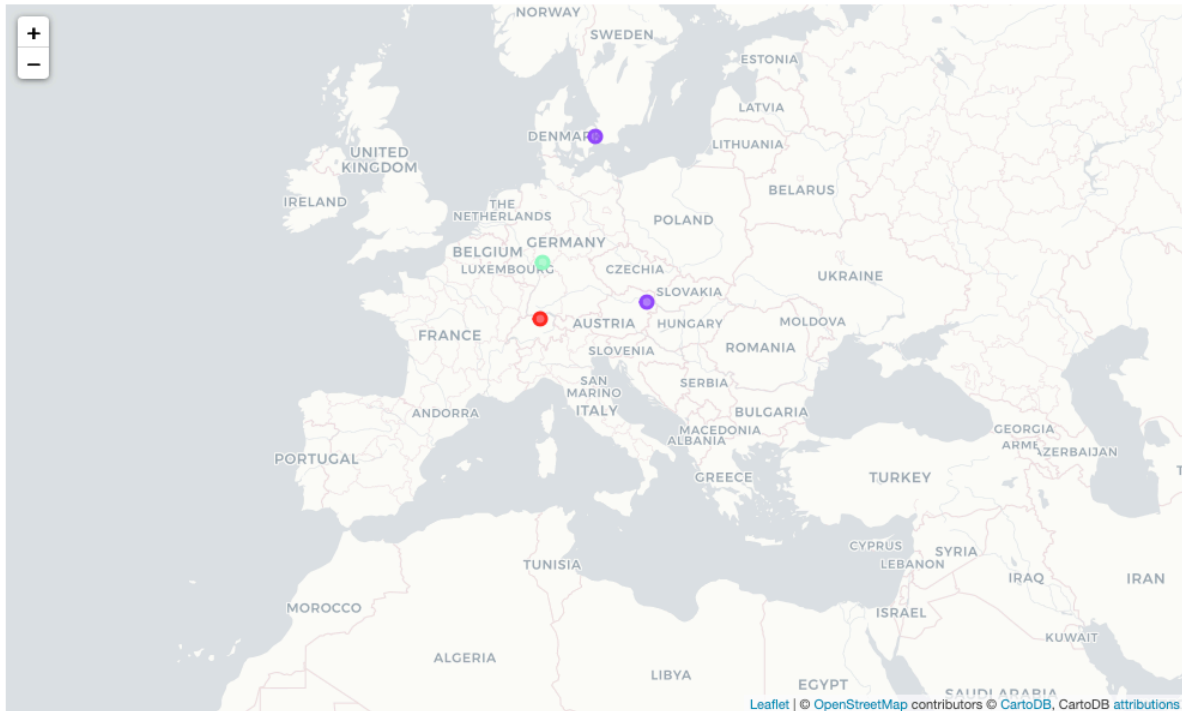 +
−
NORWAY
SWEDEN
ESTONIA
LATVIA
DENMAR
LITHUANIA
UNITED
KINGDOM
BELARUS
IRELAND
THE
NETHERLANDS
POLAND
GERMANY
BELGIUM
LUXEMBOURG
CZECHIA
UKRAINE
SLOVAKIA
AUSTRIA
HUNGARY
MOLDOVA
FRANCE
ROMANIA
SLOVENIA
SAN
MARINO
SERBIA
ANDORRA
ITALY
BULGARIA
MACEDONIA
ALBANIA
GEORGIA
ARME
AZERBAIJAN
PORTUGAL
GREECE
TURKEY
T
CYPRUS
SYRIA
LEBANON
TUNISIA
IRAQ
IRAN
MOROCCO
ISRAEL
KUWAIT
ALGERIA
LIBYA
EGYPT
SAUDI ARABIA
Leaflet | © OpenStreetMap contributors © CartoDB, CartoDB attributions